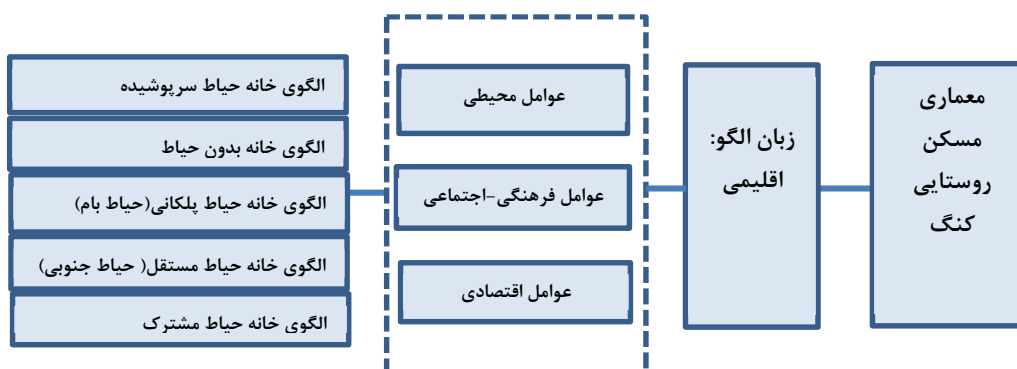 معماری
مسکن
روستایی
کنگ
زبان الگو:
اقلیمی
عوامل محیطی
عوامل فرهنگی-اجتماعی
عوامل اقتصادی
الگوی خانه حیاط سرپوشیده
الگوی خانه بدون حیاط
الگوی خانه حیاط پلکانی(حیاط بام)
الگوی خانه حیاط مستقل( حیاط جنوبی)
الگوی خانه حیاط مشترک